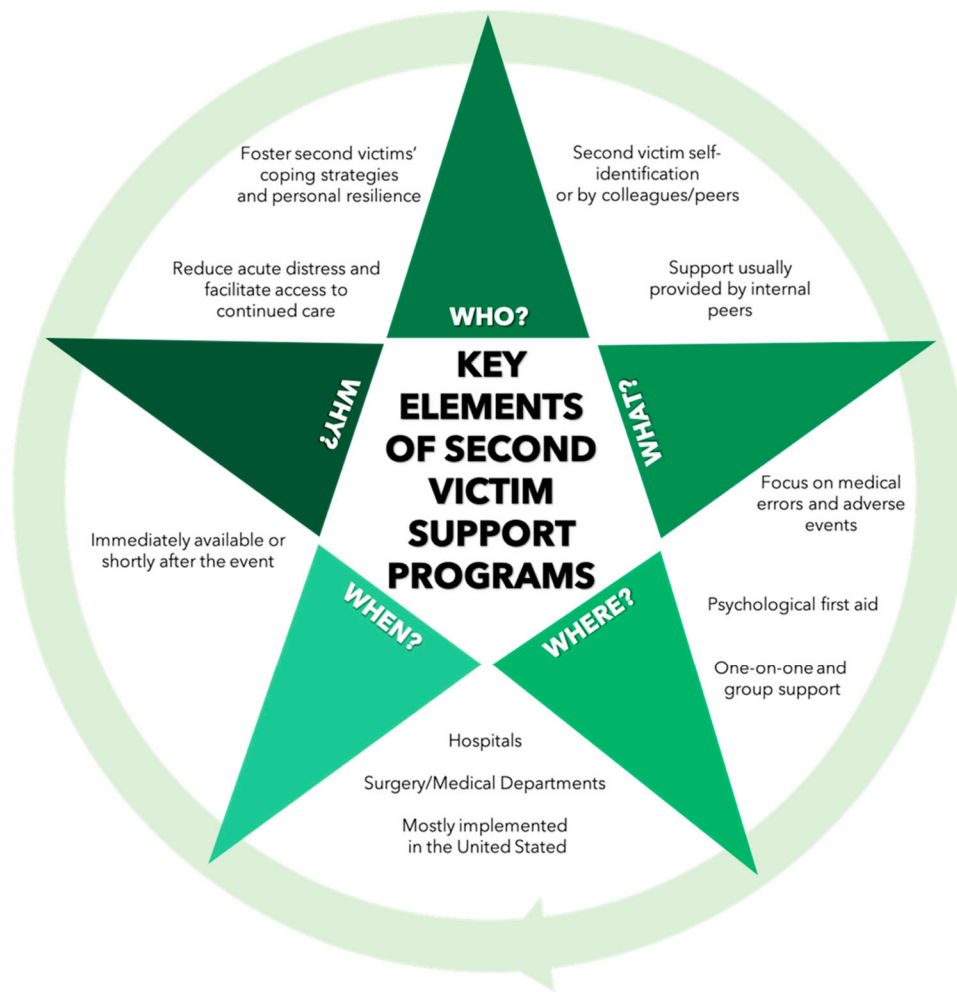 KEY
ELEMENTS
OF SECOND
VICTIM
SUPPORT
PROGRAMS
WHO?
Second victim self-
identification
or by colleagues/peers
Support usually
provided by internal
peers
WHAT?
Focus on medical
errors and adverse
events
Psychological first aid
One-on-one and
group support
WHERE?
Hospitals
Surgery/Medical Departments
Mostly implemented
in the United Stated
WHEN?
Immediately available or
shortly after the event
WHY?
Foster second victims’
coping strategies
and personal resilience
Reduce acute distress and
facilitate access to
continued care